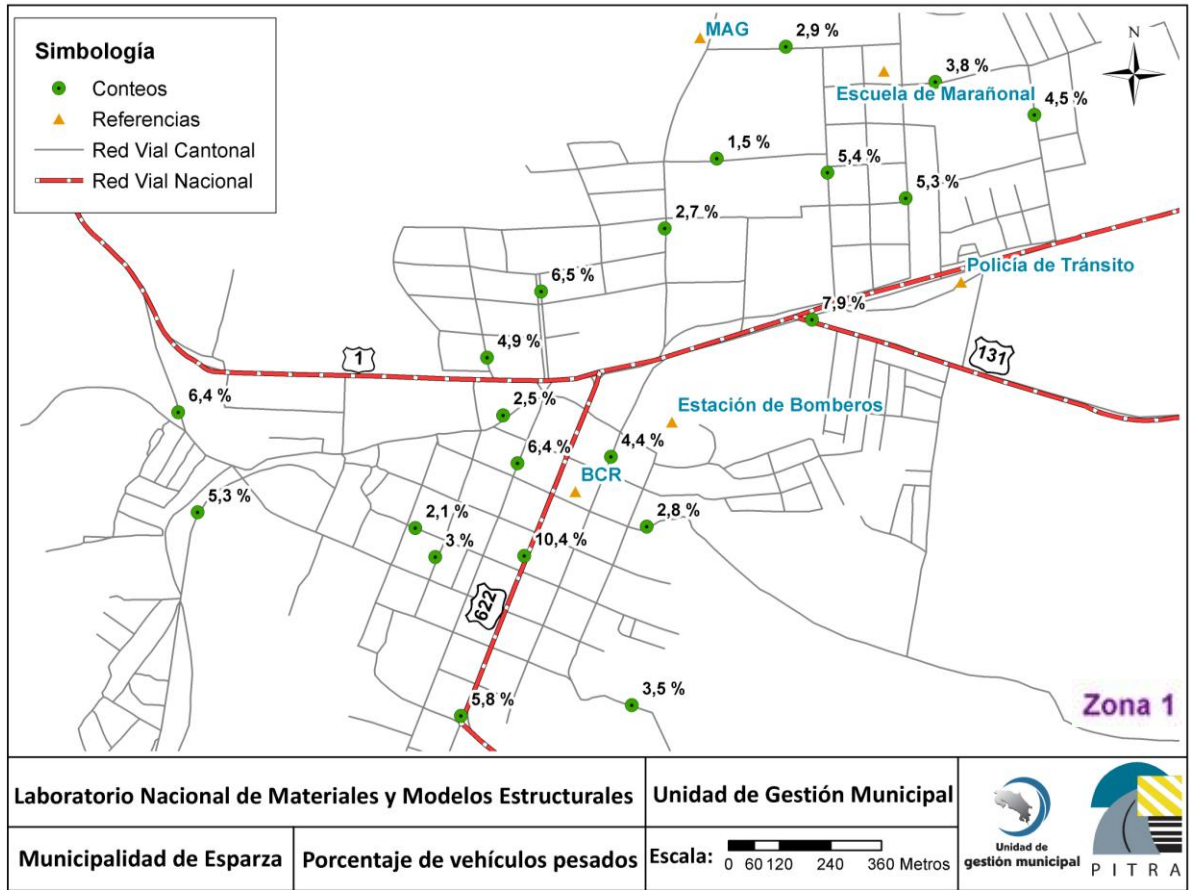 Simbología
Conteos
Referencias
Red Vial Cantonal
Red Vial Nacional
MAG
2,9 %
N
3,8 %
Escuela de Marañonal
4,5 %
1,5 %
5,4 %
5,3 %
2,7 %
Policía de Tránsito
6,5 %
7,9 %
4,9 %
1
131
6,4 %
2,5 %
Estación de Bomberos
6,4 %
4,4 %
BCR
5,3 %
2,1 %
2,8 %
3 %
10,4 %
622
5,8 %
3,5 %
Zona 1
Laboratorio Nacional de Materiales y Modelos Estructurales
Unidad de Gestión Municipal
Municipalidad de Esparza
Porcentaje de vehículos pesados
Escala:
0 60 120 240 360 Metros
Unidad de
gestión municipal
PITRA